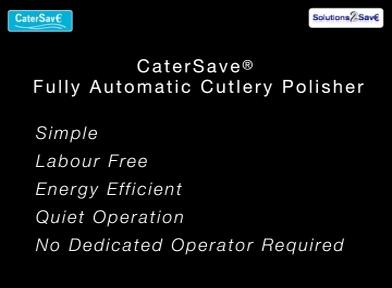 CaterSav€
Solutions2Sav€
CaterSave®
Fully Automatic Cutlery Polisher
Simple
Labour Free
Energy Efficient
Quiet Operation
No Dedicated Operator Required